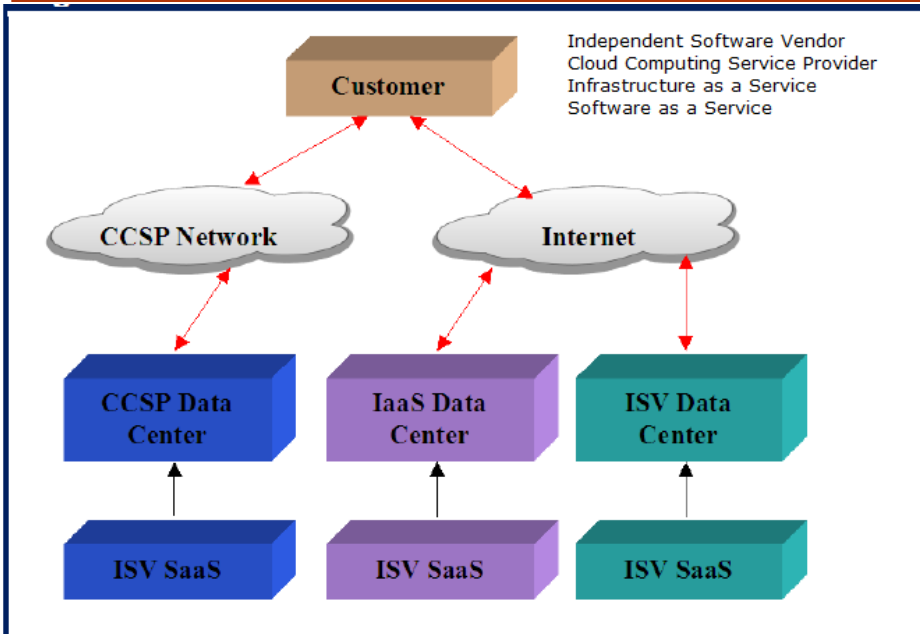 Independent Software Vendor
Cloud Computing Service Provider
Infrastructure as a Service
Software as a Service
Customer
CCSP Network
Internet
CCSP Data
Center
IaaS Data
Center
ISV Data
Center
ISV SaaS
ISV SaaS
ISV SaaS